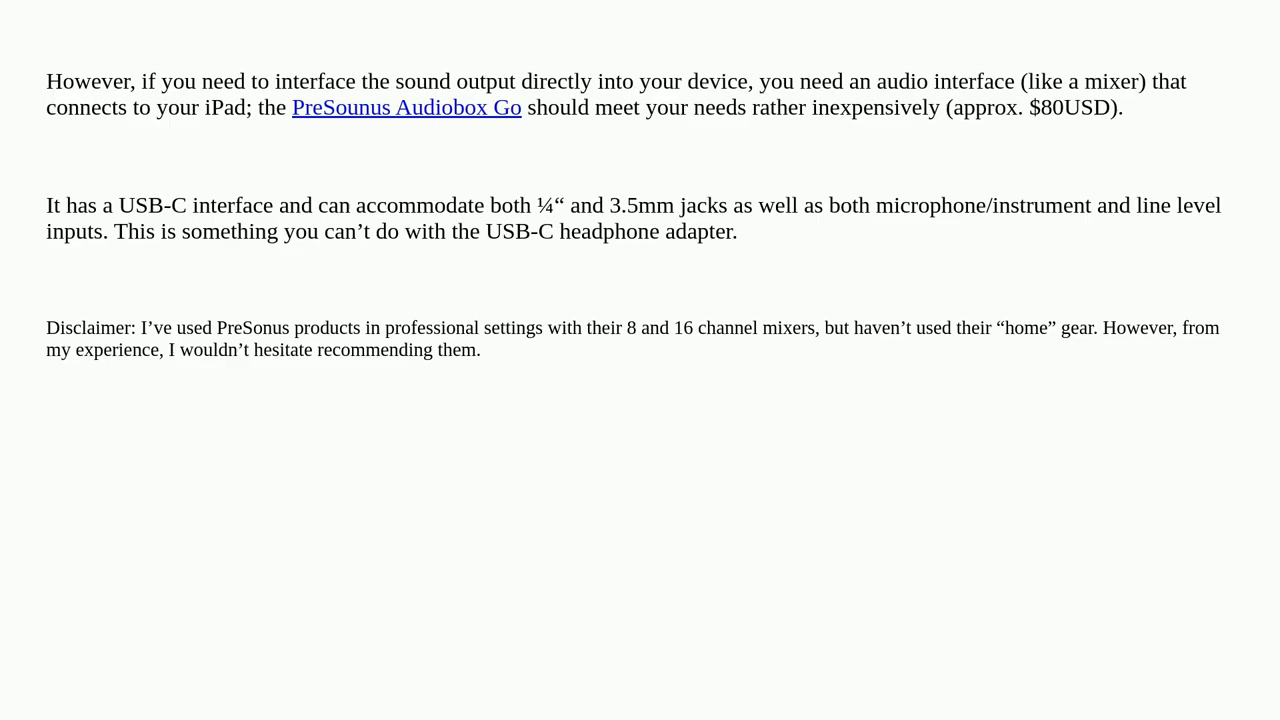 However, if you need to interface the sound output directly into your device, you need an audio interface (like a mixer) that
connects to your iPad; the PreSounus Audiobox Go should meet your needs rather inexpensively (approx. $80USD).
It has a USB-C interface and can accommodate both ¼“ and 3.5mm jacks as well as both microphone/instrument and line level
inputs. This is something you can’t do with the USB-C headphone adapter.
Disclaimer: I’ve used PreSonus products in professional settings with their 8 and 16 channel mixers, but haven’t used their “home” gear. However, from
my experience, I wouldn’t hesitate recommending them.